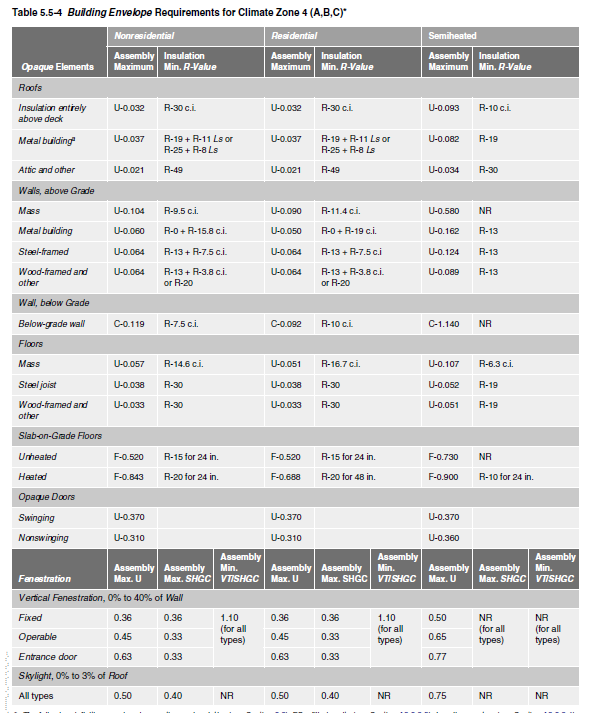 Table 5.5-4 Building Envelope Requirements for Climate Zone 4 (A,B,C)*
Nonresidential Residential Semiheated
Opaque Elements Assembly Maximum Insulation Min. R-Value Assembly Maximum Insulation Min. R-Value Assembly Maximum Insulation Min. R-Value
Roofs
Insulation entirely above deck U-0.032 R-30 c.i. U-0.032 R-30 c.i. U-0.093 R-10 c.i.
Metal buildingᵃ U-0.037 R-19 + R-11 Ls or R-25 + R-8 Ls U-0.037 R-19 + R-11 Ls or R-25 + R-8 Ls U-0.082 R-19
Attic and other U-0.021 R-49 U-0.021 R-49 U-0.034 R-30
Walls, above Grade
Mass U-0.104 R-9.5 c.i. U-0.090 R-11.4 c.i. U-0.580 NR
Metal building U-0.060 R-0 + R-15.8 c.i. U-0.050 R-0 + R-19 c.i. U-0.162 R-13
Steel-framed U-0.064 R-13 + R-7.5 c.i. U-0.064 R-13 + R-7.5 c.i U-0.124 R-13
Wood-framed and other U-0.064 R-13 + R-3.8 c.i. or R-20 U-0.064 R-13 + R-3.8 c.i. or R-20 U-0.089 R-13
Wall, below Grade
Below-grade wall C-0.119 R-7.5 c.i. C-0.092 R-10 c.i. C-1.140 NR
Floors
Mass U-0.057 R-14.6 c.i. U-0.051 R-16.7 c.i. U-0.107 R-6.3 c.i.
Steel joist U-0.038 R-30 U-0.038 R-30 U-0.052 R-19
Wood-framed and other U-0.033 R-30 U-0.033 R-30 U-0.051 R-19
Slab-on-Grade Floors
Unheated F-0.520 R-15 for 24 in. F-0.520 R-15 for 24 in. F-0.730 NR
Heated F-0.843 R-20 for 24 in. F-0.688 R-20 for 48 in. F-0.900 R-10 for 24 in.
Opaque Doors
Swinging U-0.370 U-0.370 U-0.370
Nonswinging U-0.310 U-0.310 U-0.360
Fenestration Assembly Max. U Assembly Max. SHGC Assembly Min. VT/SHGC Assembly Max. U Assembly Max. SHGC Assembly Min. VT/SHGC Assembly Max. U Assembly Max. SHGC Assembly Min. VT/SHGC
Vertical Fenestration, 0% to 40% of Wall
Fixed 0.36 0.36 1.10 (for all types) 0.36 0.36 1.10 (for all types) 0.50 NR (for all types) NR (for all types)
Operable 0.45 0.33 0.45 0.33 0.65
Entrance door 0.63 0.33 0.63 0.33 0.77
Skylight, 0% to 3% of Roof
All types 0.50 0.40 NR 0.50 0.40 NR 0.75 NR NR